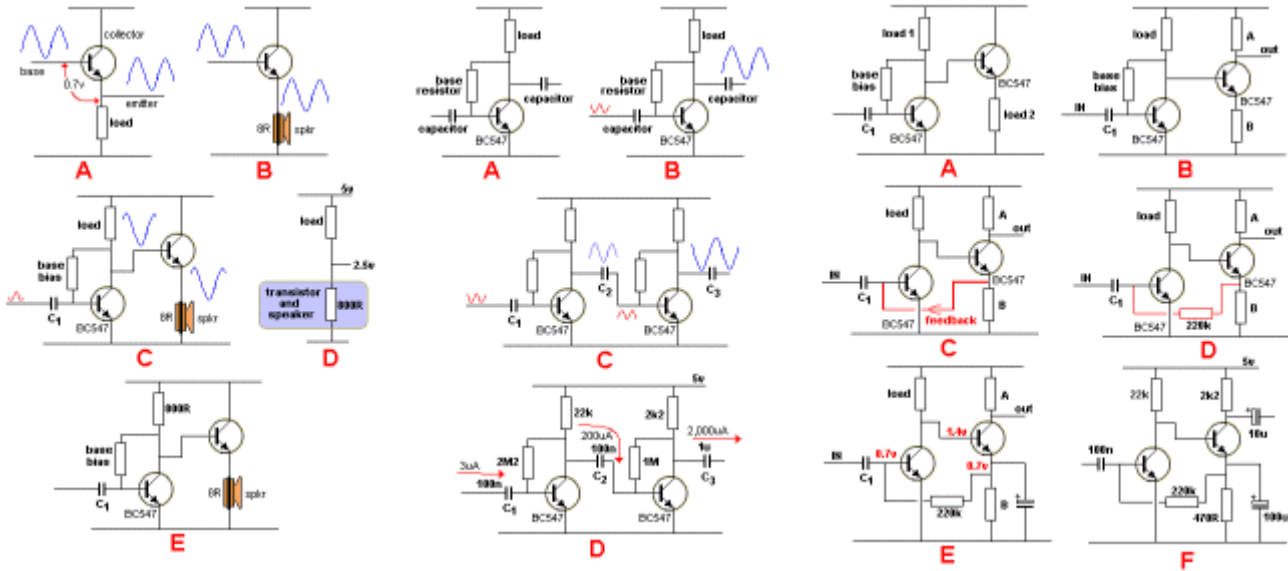 collector
base
0.7v
emitter
load
A
8R
spkr
B
load
base
bias
C1
BC547
8R
spkr
C
5v
load
2.5v
transistor
and
speaker
800R
D
800R
base
bias
C1
BC547
8R
spkr
E
load
base
resistor
capacitor
capacitor
BC547
A
load
base
resistor
capacitor
capacitor
BC547
B
C1
BC547
C2
BC547
C3
C
5v
22k
2k2
2,000uA
200uA
100n
1u
3uA
2M2
1M
100n
C2
C3
C1
BC547
BC547
D
load 1
base
bias
BC547
load 2
C1
BC547
A
load
A
out
base
bias
BC547
IN
B
C1
BC547
B
load
A
out
IN
BC547
C1
B
BC547
feedback
C
load
A
out
IN
BC547
C1
B
BC547
220k
D
load
A
out
1.4v
IN
0.7v
0.7v
C1
B
+
220k
E
5v
22k
2k2
+
10u
100n
220k
470R
+
100u
F